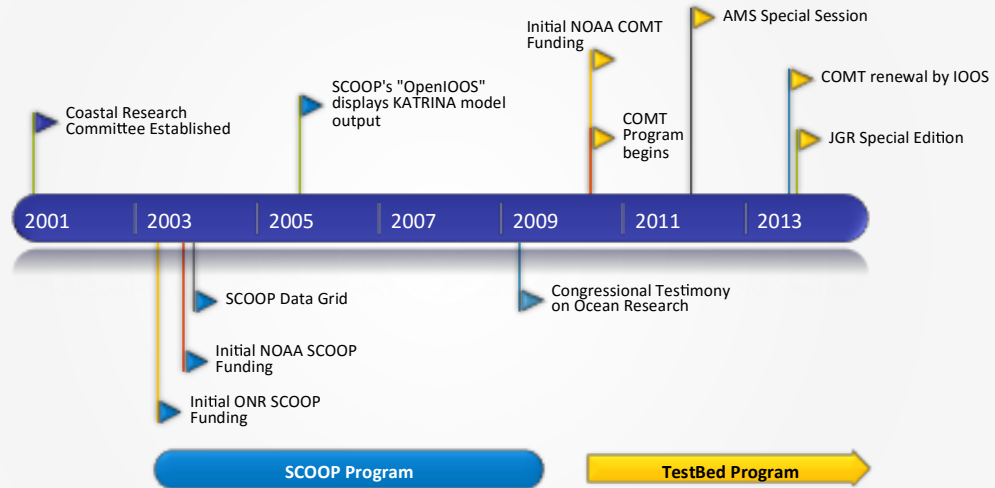 AMS Special Session
Initial NOAA COMT
Funding
COMT renewal by IOOS
SCOOP's "OpenIOOS"
displays KATRINA model
output
Coastal Research
Committee Established
COMT
Program
begins
JGR Special Edition
2001
2003
2005
2007
2009
2011
2013
SCOOP Data Grid
Congressional Testimony
on Ocean Research
Initial NOAA SCOOP
Funding
Initial ONR SCOOP
Funding
SCOOP Program
TestBed Program